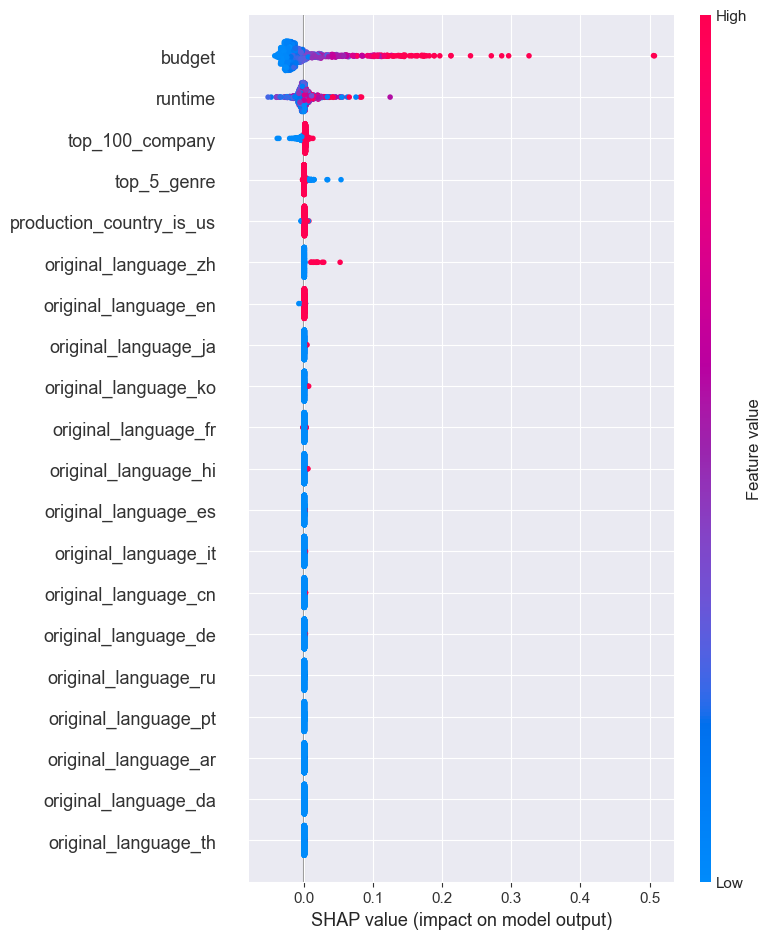 High
budget
runtime
top_100_company
top_5_genre
production_country_is_us
original_language_zh
original_language_en
original_language_ja
original_language_ko
original_language_fr
original_language_hi
original_language_es
original_language_it
original_language_cn
original_language_de
original_language_ru
original_language_pt
original_language_ar
original_language_da
original_language_th
Low
0.0 0.1 0.2 0.3 0.4 0.5
SHAP value (impact on model output)
Feature value